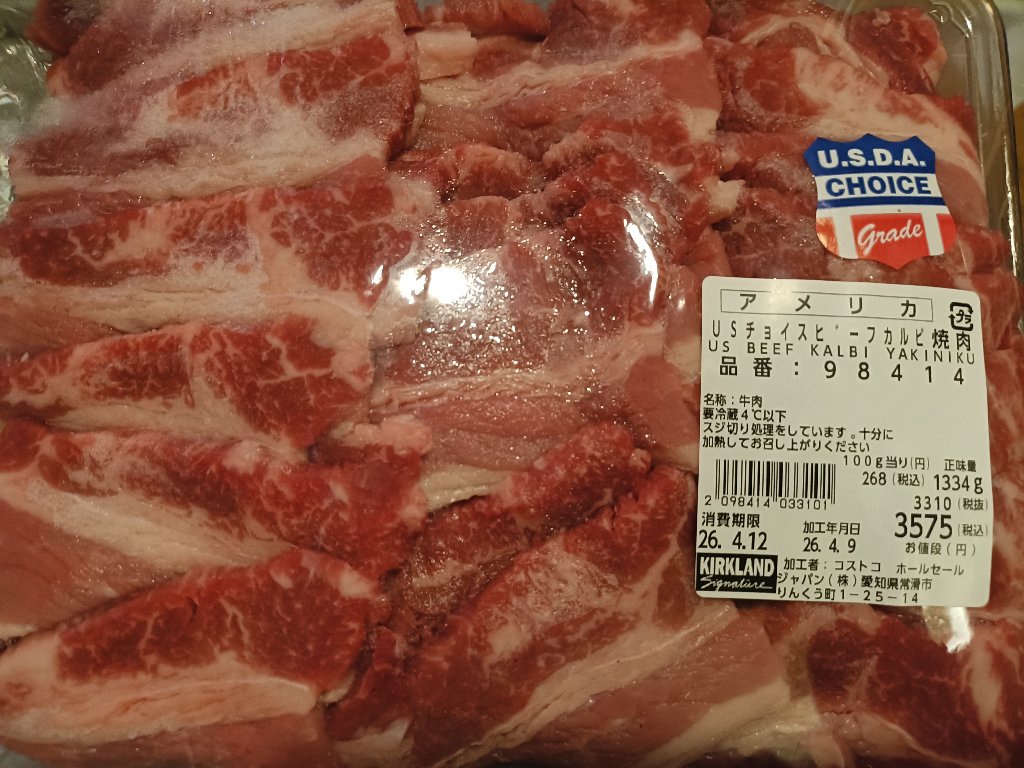 U.S.D.A.
CHOICE
Grade
アメリカ
プラ
USチョイスビーフカルビ焼肉
US BEEF KALBI YAKINIKU
品番:98414
名称:牛肉
要冷蔵4℃以下
スジ切り処理をしています。十分に
加熱してお召し上がりください
100g当り(円) 正味量
268(税込) 1334g
2 098414 033101
3310(税抜)
消費期限 加工年月日 3575(税込)
26. 4.12 26. 4. 9 お値段(円)
KIRKLAND
Signature
加工者:コストコ ホールセール
ジャパン(株)愛知県常滑市
りんくう町1-25-14